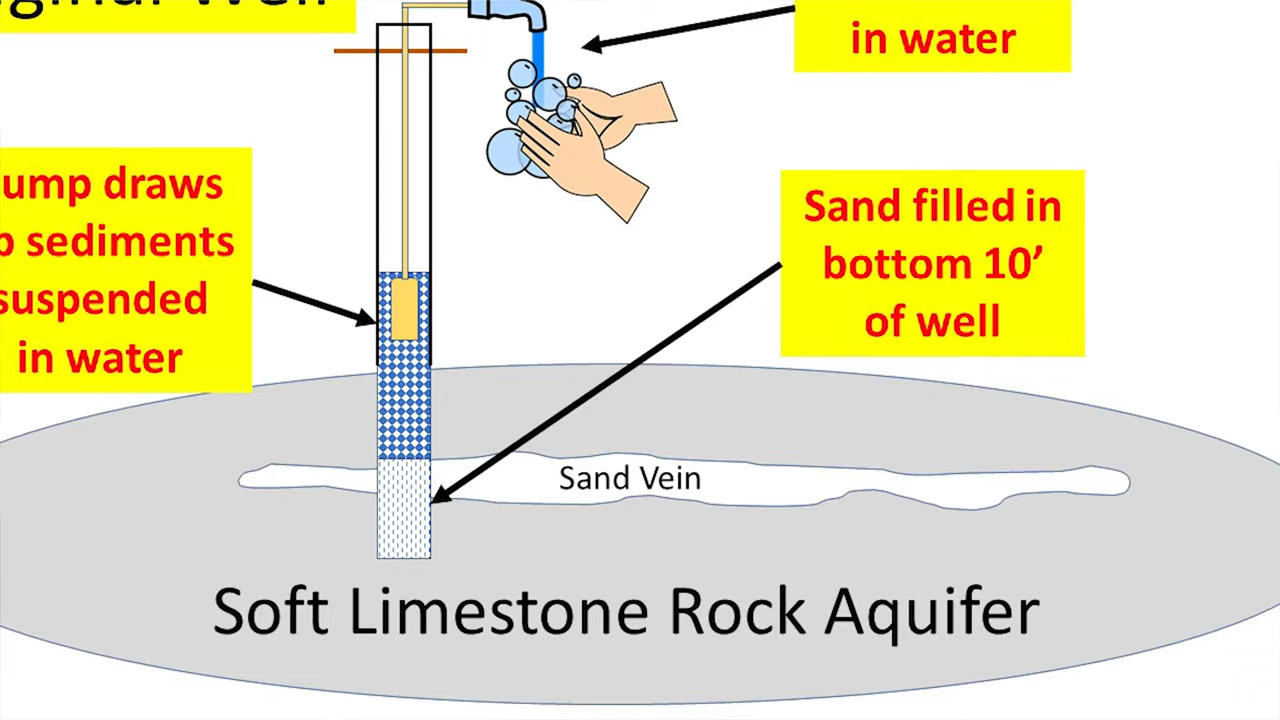 in water
ump draws
sediments
suspended
in water
Sand filled in
bottom 10’
of well
Sand Vein
Soft Limestone Rock Aquifer